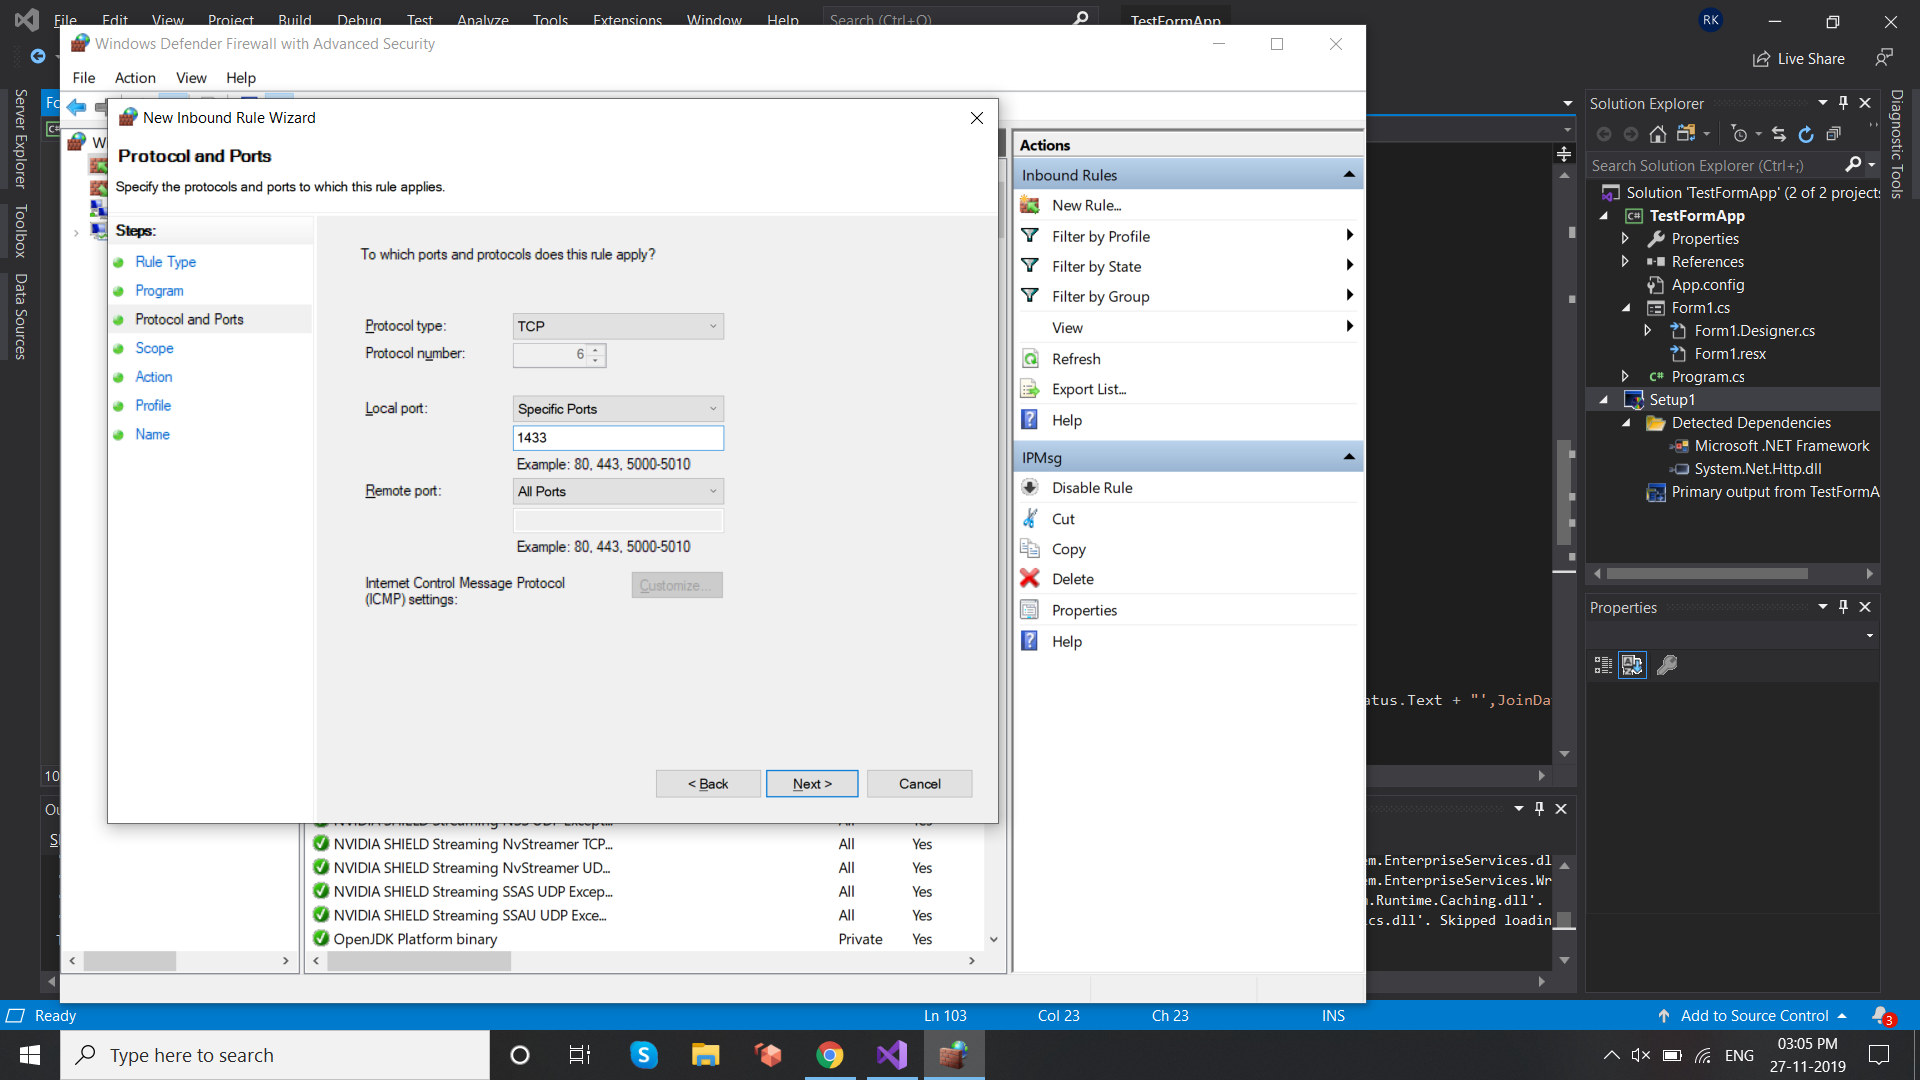 File Edit View Project Build Debug Test Analyze Tools Extensions Window Help Search (Ctrl+Q) TestFormApp RK
Windows Defender Firewall with Advanced Security
Live Share
File Action View Help
Server Explorer
Toolbox
Data Sources
New Inbound Rule Wizard
Protocol and Ports
Specify the protocols and ports to which this rule applies.
Steps:
Rule Type
Program
Protocol and Ports
Scope
Action
Profile
Name
To which ports and protocols does this rule apply?
Protocol type: TCP
Protocol number: 6
Local port: Specific Ports
1433
Example: 80, 443, 5000-5010
Remote port: All Ports
Example: 80, 443, 5000-5010
Internet Control Message Protocol
(ICMP) settings:
Customize...
< Back Next > Cancel
NVIDIA SHIELD Streaming NSS UDP Except... All Yes
NVIDIA SHIELD Streaming NvStreamer TCP... All Yes
NVIDIA SHIELD Streaming NvStreamer UD... All Yes
NVIDIA SHIELD Streaming SSAS UDP Excep... All Yes
NVIDIA SHIELD Streaming SSAU UDP Exce... All Yes
OpenJDK Platform binary Private Yes
Actions
Inbound Rules
New Rule...
Filter by Profile
Filter by State
Filter by Group
View
Refresh
Export List...
Help
IPMsg
Disable Rule
Cut
Copy
Delete
Properties
Help
atus.Text + "',JoinDa
m.EnterpriseServices.dl
m.EnterpriseServices.Wr
.Runtime.Caching.dll'.
cs.dll'. Skipped loadin
Solution Explorer
Search Solution Explorer (Ctrl+;)
Solution 'TestFormApp' (2 of 2 projects
C# TestFormApp
Properties
References
App.config
Form1.cs
Form1.Designer.cs
Form1.resx
C# Program.cs
Setup1
Detected Dependencies
Microsoft .NET Framework
System.Net.Http.dll
Primary output from TestFormA
Diagnostic Tools
Properties
Ready Ln 103 Col 23 Ch 23 INS Add to Source Control 3
Type here to search
ENG
03:05 PM
27-11-2019